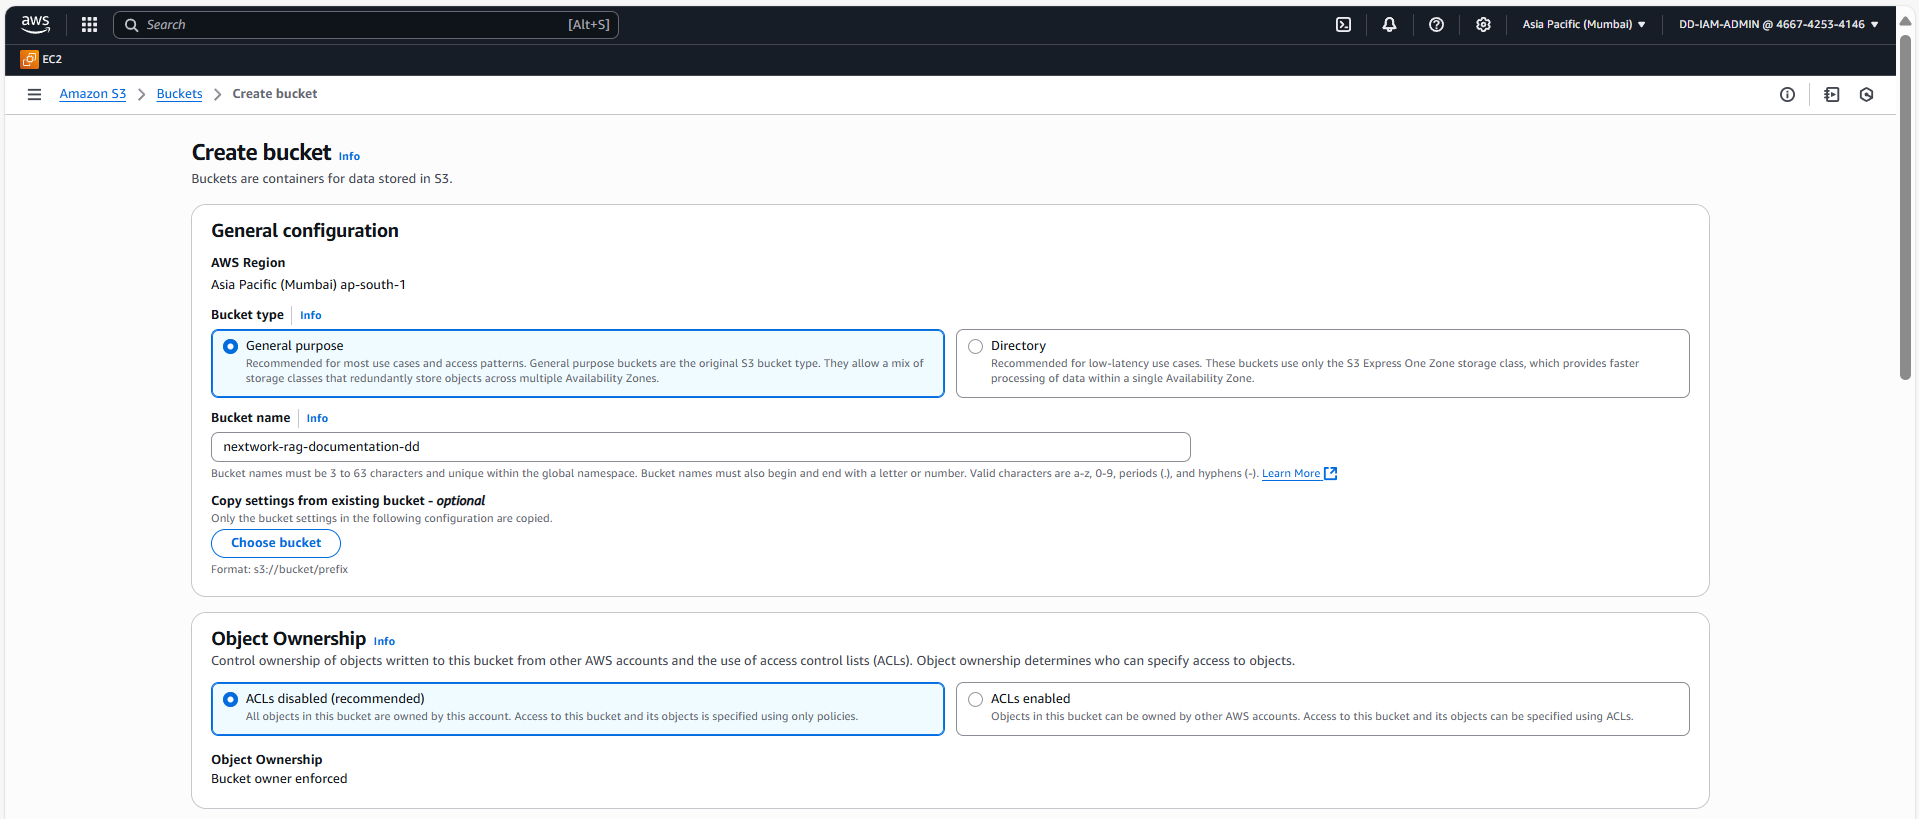 aws
Search [Alt+S]
Asia Pacific (Mumbai) ▼
DD-IAM-ADMIN @ 4667-4253-4146 ▼
EC2
Amazon S3 > Buckets > Create bucket
Create bucket Info
Buckets are containers for data stored in S3.
General configuration
AWS Region
Asia Pacific (Mumbai) ap-south-1
Bucket type Info
General purpose
Recommended for most use cases and access patterns. General purpose buckets are the original S3 bucket type. They allow a mix of
storage classes that redundantly store objects across multiple Availability Zones.
Directory
Recommended for low-latency use cases. These buckets use only the S3 Express One Zone storage class, which provides faster
processing of data within a single Availability Zone.
Bucket name Info
nextwork-rag-documentation-dd
Bucket names must be 3 to 63 characters and unique within the global namespace. Bucket names must also begin and end with a letter or number. Valid characters are a-z, 0-9, periods (.), and hyphens (-). Learn More
Copy settings from existing bucket - optional
Only the bucket settings in the following configuration are copied.
Choose bucket
Format: s3://bucket/prefix
Object Ownership Info
Control ownership of objects written to this bucket from other AWS accounts and the use of access control lists (ACLs). Object ownership determines who can specify access to objects.
ACLs disabled (recommended)
All objects in this bucket are owned by this account. Access to this bucket and its objects is specified using only policies.
ACLs enabled
Objects in this bucket can be owned by other AWS accounts. Access to this bucket and its objects can be specified using ACLs.
Object Ownership
Bucket owner enforced